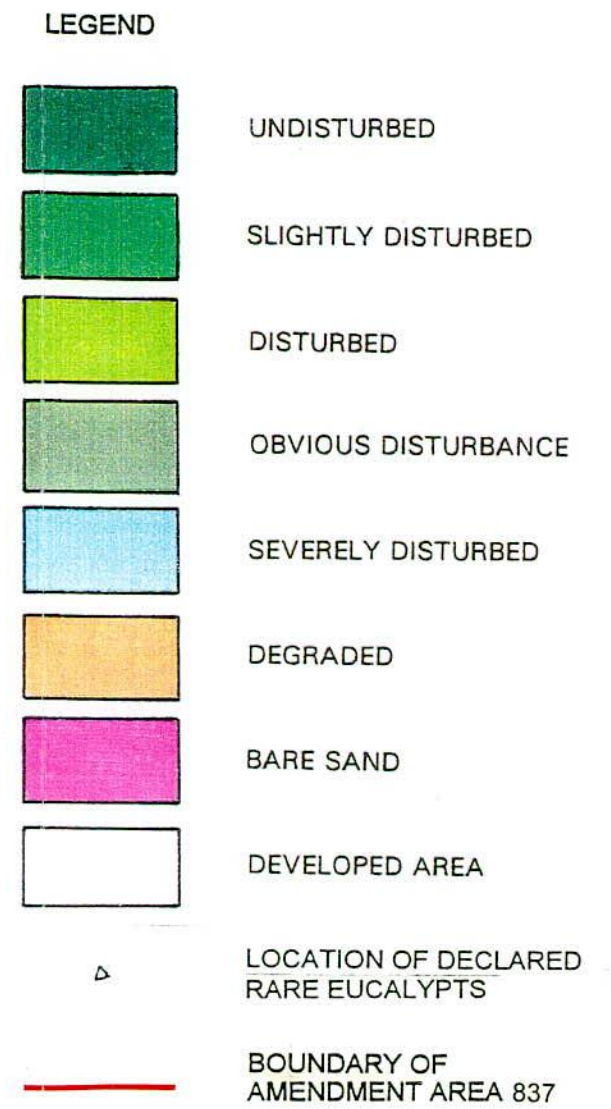 LEGEND
UNDISTURBED
SLIGHTLY DISTURBED
DISTURBED
OBVIOUS DISTURBANCE
SEVERELY DISTURBED
DEGRADED
BARE SAND
DEVELOPED AREA
LOCATION OF DECLARED
RARE EUCALYPTS
BOUNDARY OF
AMENDMENT AREA 837